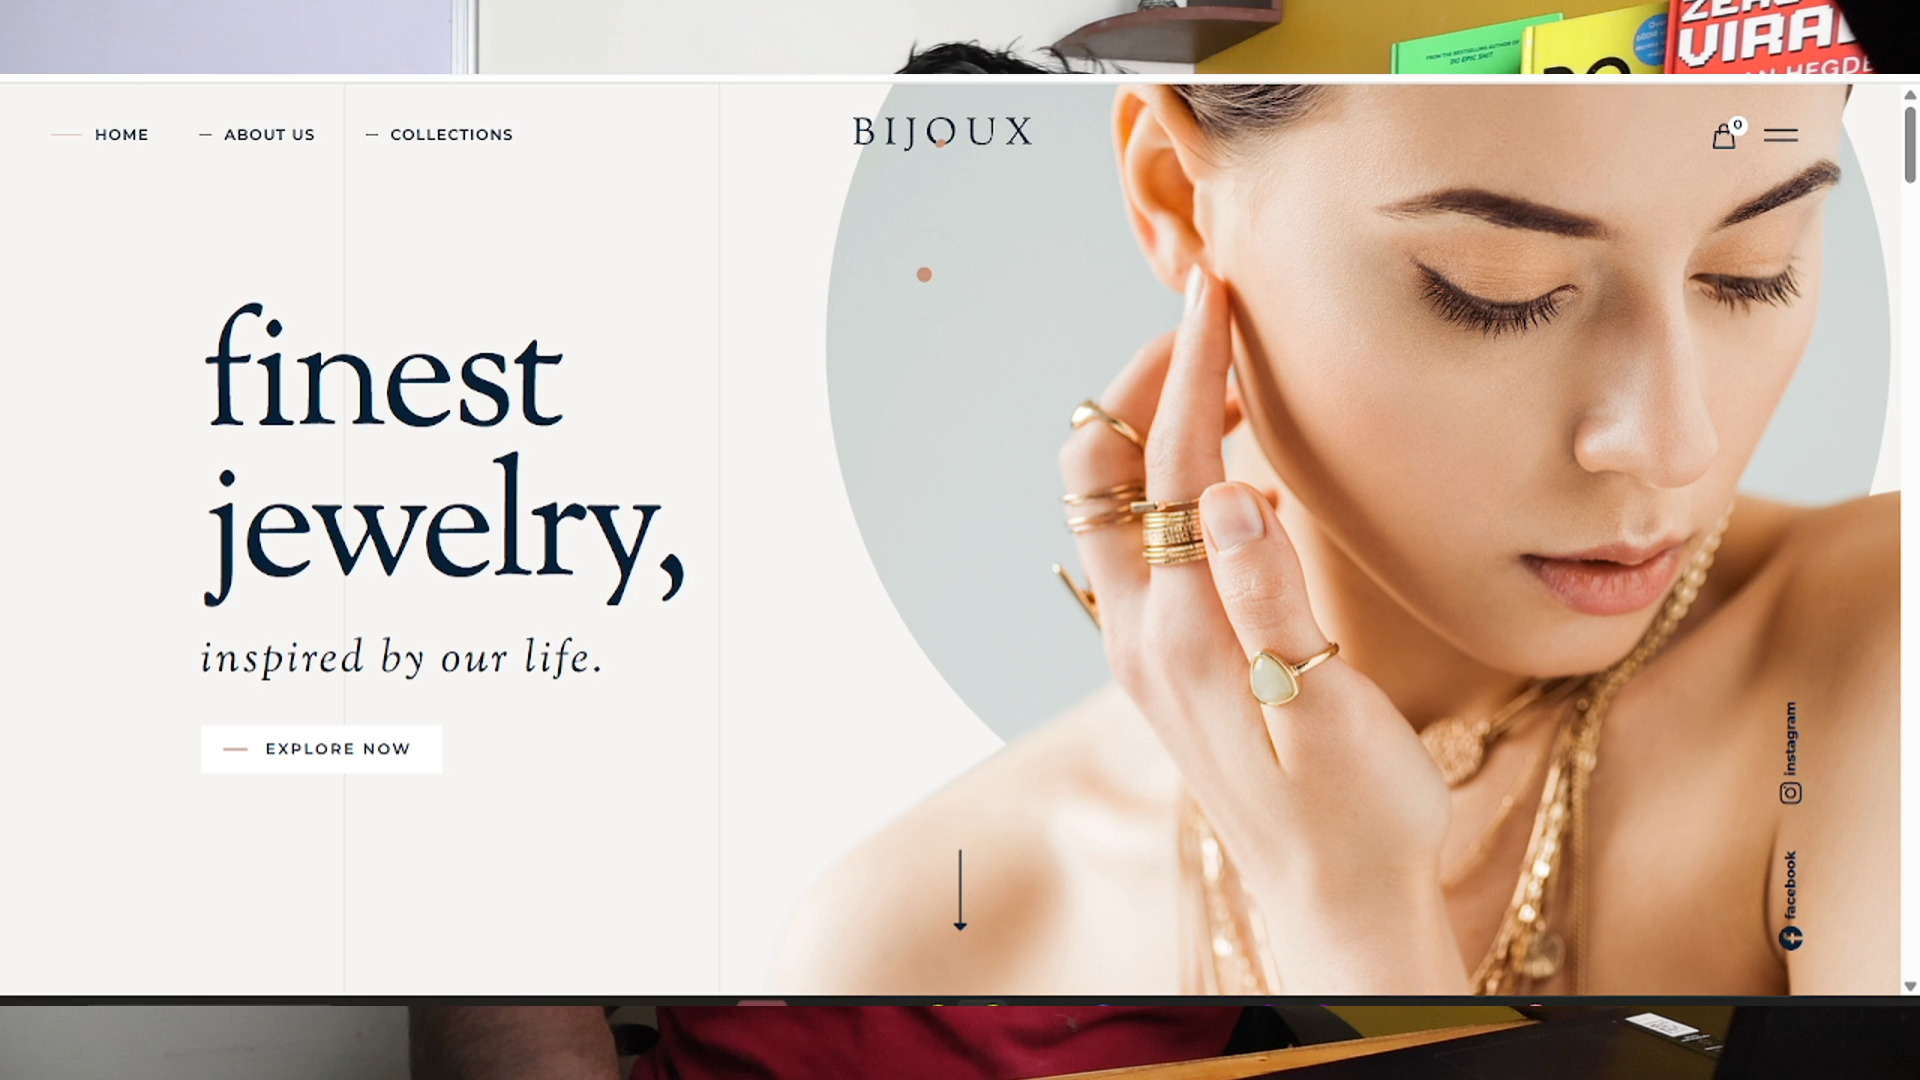 FROM THE BESTSELLING AUTHOR OF
DO EPIC SHIT
VIRAL
HEGDE
HOME
ABOUT US
COLLECTIONS
BIJOUX
0
finest
jewelry,
inspired by our life.
EXPLORE NOW
instagram
facebook